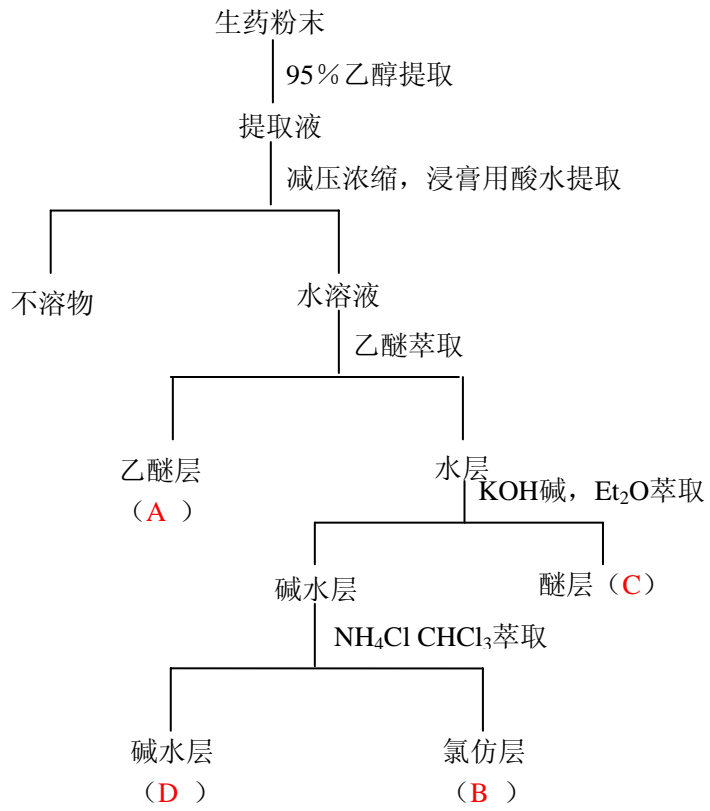 生药粉末
95％乙醇提取
提取液
减压浓缩，浸膏用酸水提取
不溶物
水溶液
乙醚萃取
乙醚层
（A ）
水层
KOH碱，Et₂O萃取
碱水层
醚层（C）
NH₄Cl CHCl₃萃取
碱水层
（D ）
氯仿层
（B ）